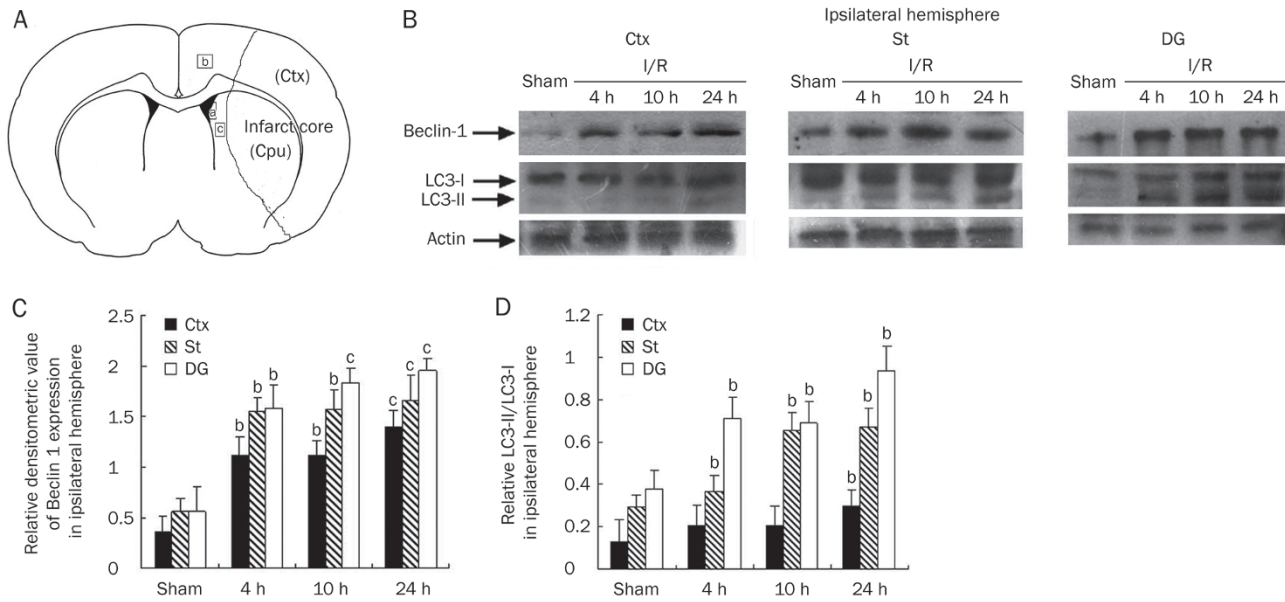 A
b
(Ctx)
a
c
Infarct core
(Cpu)
B
Ipsilateral hemisphere
Ctx
St
DG
Sham
I/R
4 h 10 h 24 h
Sham
I/R
4 h 10 h 24 h
Sham
I/R
4 h 10 h 24 h
Beclin-1
LC3-I
LC3-II
Actin
C
Relative densitometric value
of Beclin 1 expression
in ipsilateral hemisphere
2.5
2
1.5
1
0.5
0
Ctx
St
DG
b b b
b b c
c c c
Sham 4 h 10 h 24 h
D
Relative LC3-II/LC3-I
in ipsilateral hemisphere
1.2
1
0.8
0.6
0.4
0.2
0
Ctx
St
DG
b b
b b
b b b
Sham 4 h 10 h 24 h